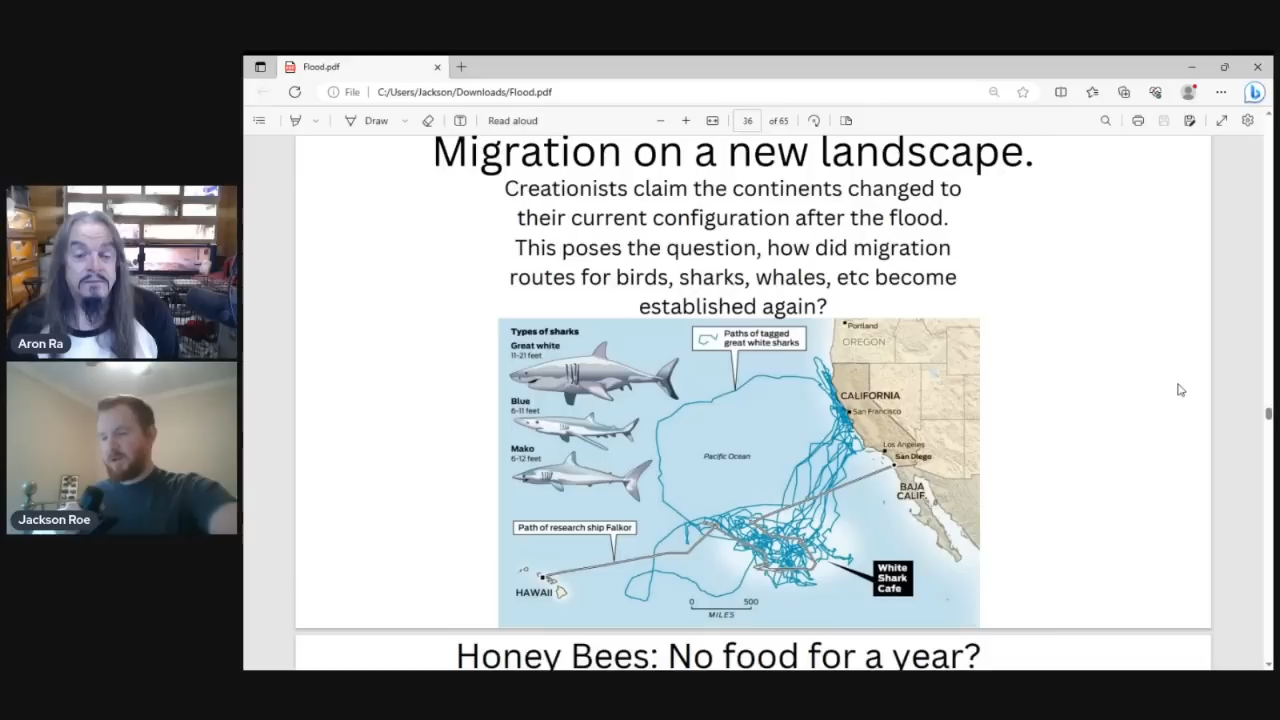 Flood.pdf
File
C:/Users/Jackson/Downloads/Flood.pdf
Draw
Read aloud
36
of 65
Migration on a new landscape.
Creationists claim the continents changed to
their current configuration after the flood.
This poses the question, how did migration
routes for birds, sharks, whales, etc become
established again?
Types of sharks
Great white
11-21 feet
Blue
6-11 feet
Mako
6-12 feet
Paths of tagged
great white sharks
Portland
OREGON
CALIFORNIA
San Francisco
Pacific Ocean
Los Angeles
San Diego
BAJA
CALIF.
Path of research ship Falkor
White
Shark
Cafe
HAWAII
0 500
MILES
Honey Bees: No food for a year?
Aron Ra
Jackson Roe